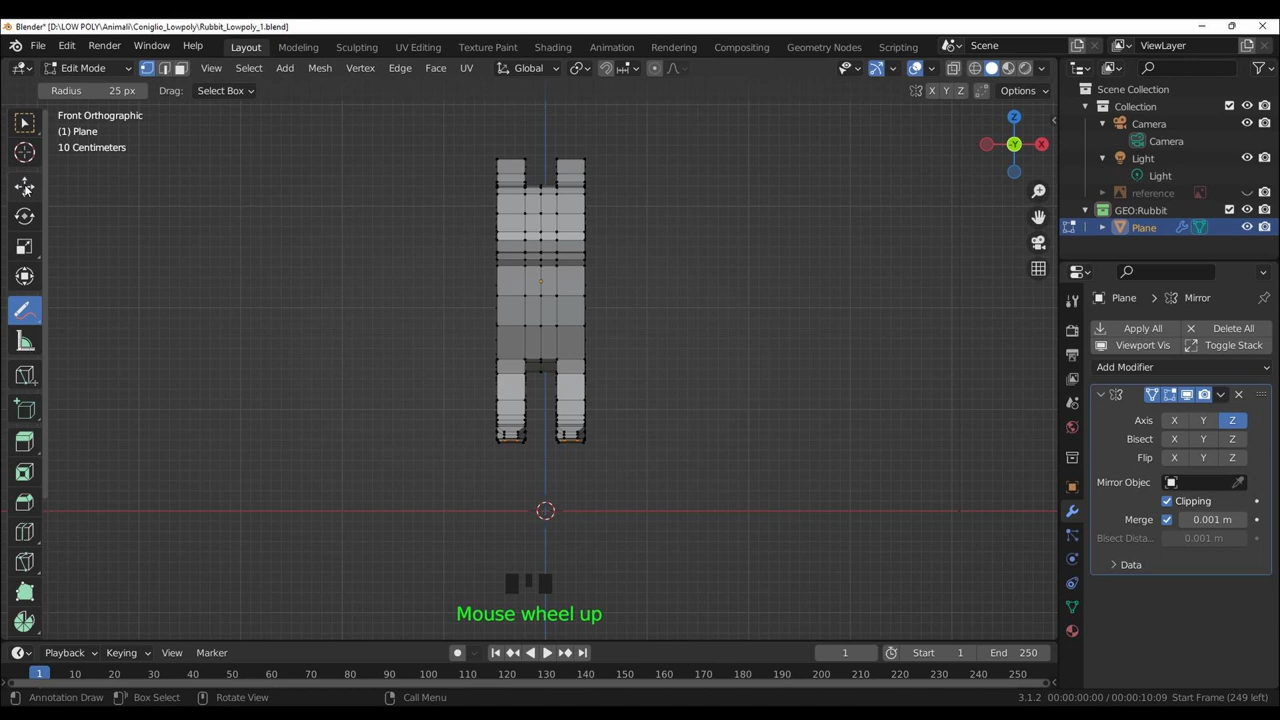 Blender* [D:\LOW POLY\Animali\Coniglio_Lowpoly\Rubbit_Lowpoly_1.blend]
File Edit Render Window Help Layout Modeling Sculpting UV Editing Texture Paint Shading Animation Rendering Compositing Geometry Nodes Scripting Scene ViewLayer
Edit Mode View Select Add Mesh Vertex Edge Face UV Global
Radius 25 px Drag: Select Box X Y Z Options
Scene Collection
Collection
Camera
Camera
Light
Light
reference
GEO:Rubbit
Plane
Front Orthographic
(1) Plane
10 Centimeters
Z
-Y
X
Plane > Mirror
Apply All Delete All
Viewport Vis Toggle Stack
Add Modifier
Axis X Y Z
Bisect X Y Z
Flip X Y Z
Mirror Objec
Clipping
Merge 0.001 m
Bisect Dista... 0.001 m
Data
Mouse wheel up
Playback Keying View Marker 1 Start 1 End 250
1 10 20 30 40 50 60 70 80 90 100 110 120 130 140 150 160 170 180 190 200 210 220 230 240 250
Annotation Draw Box Select Rotate View Call Menu 3.1.2 00:00:00:00 / 00:00:10:09 Start Frame (249 left)